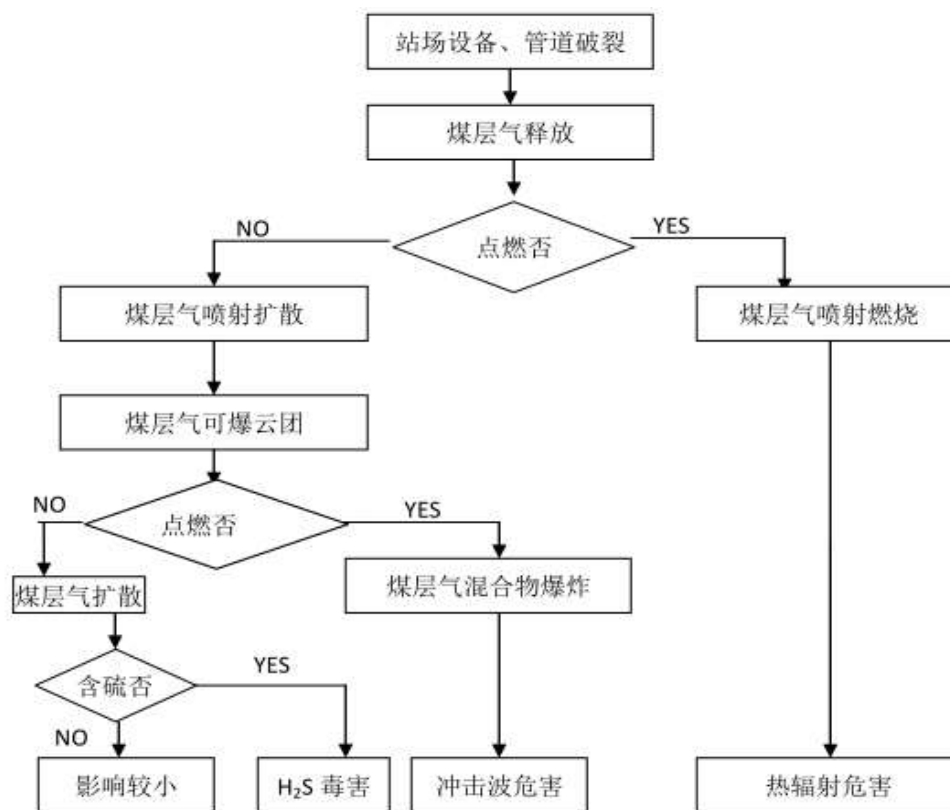 站场设备、管道破裂
煤层气释放
点燃否
NO
YES
煤层气喷射扩散
煤层气喷射燃烧
煤层气可爆云团
点燃否
NO
YES
煤层气扩散
煤层气混合物爆炸
含硫否
YES
NO
影响较小
H₂S 毒害
冲击波危害
热辐射危害